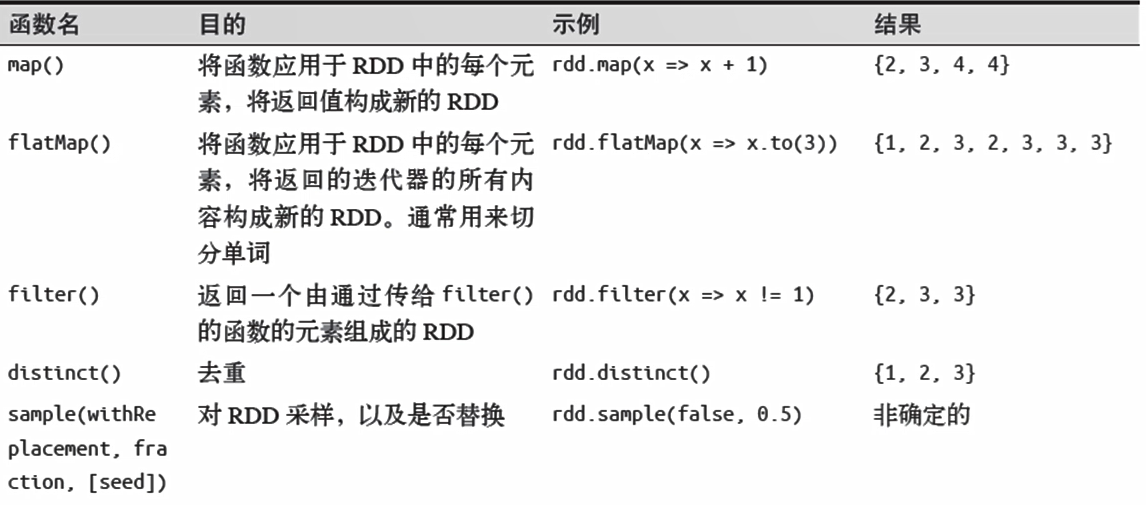 函数名 目的 示例 结果
map() 将函数应用于 RDD 中的每个元 rdd.map(x => x + 1) {2, 3, 4, 4}
素，将返回值构成新的 RDD
flatMap() 将函数应用于 RDD 中的每个元 rdd.flatMap(x => x.to(3)) {1, 2, 3, 2, 3, 3, 3}
素，将返回的迭代器的所有内
容构成新的 RDD。通常用来切
分单词
filter() 返回一个由通过传给 filter() rdd.filter(x => x != 1) {2, 3, 3}
的函数的元素组成的 RDD
distinct() 去重 rdd.distinct() {1, 2, 3}
sample(withRe 对 RDD 采样，以及是否替换 rdd.sample(false, 0.5) 非确定的
placement, fra
ction, [seed])